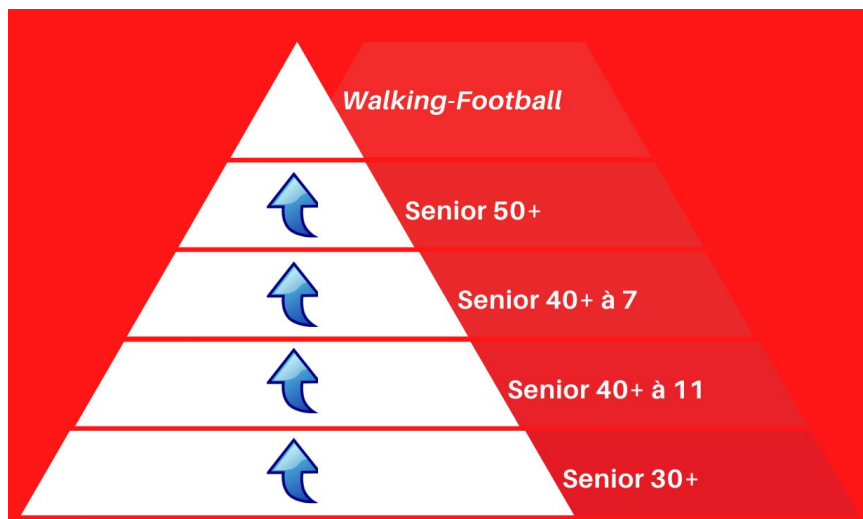 Walking-Football
Senior 50+
Senior 40+ à 7
Senior 40+ à 11
Senior 30+